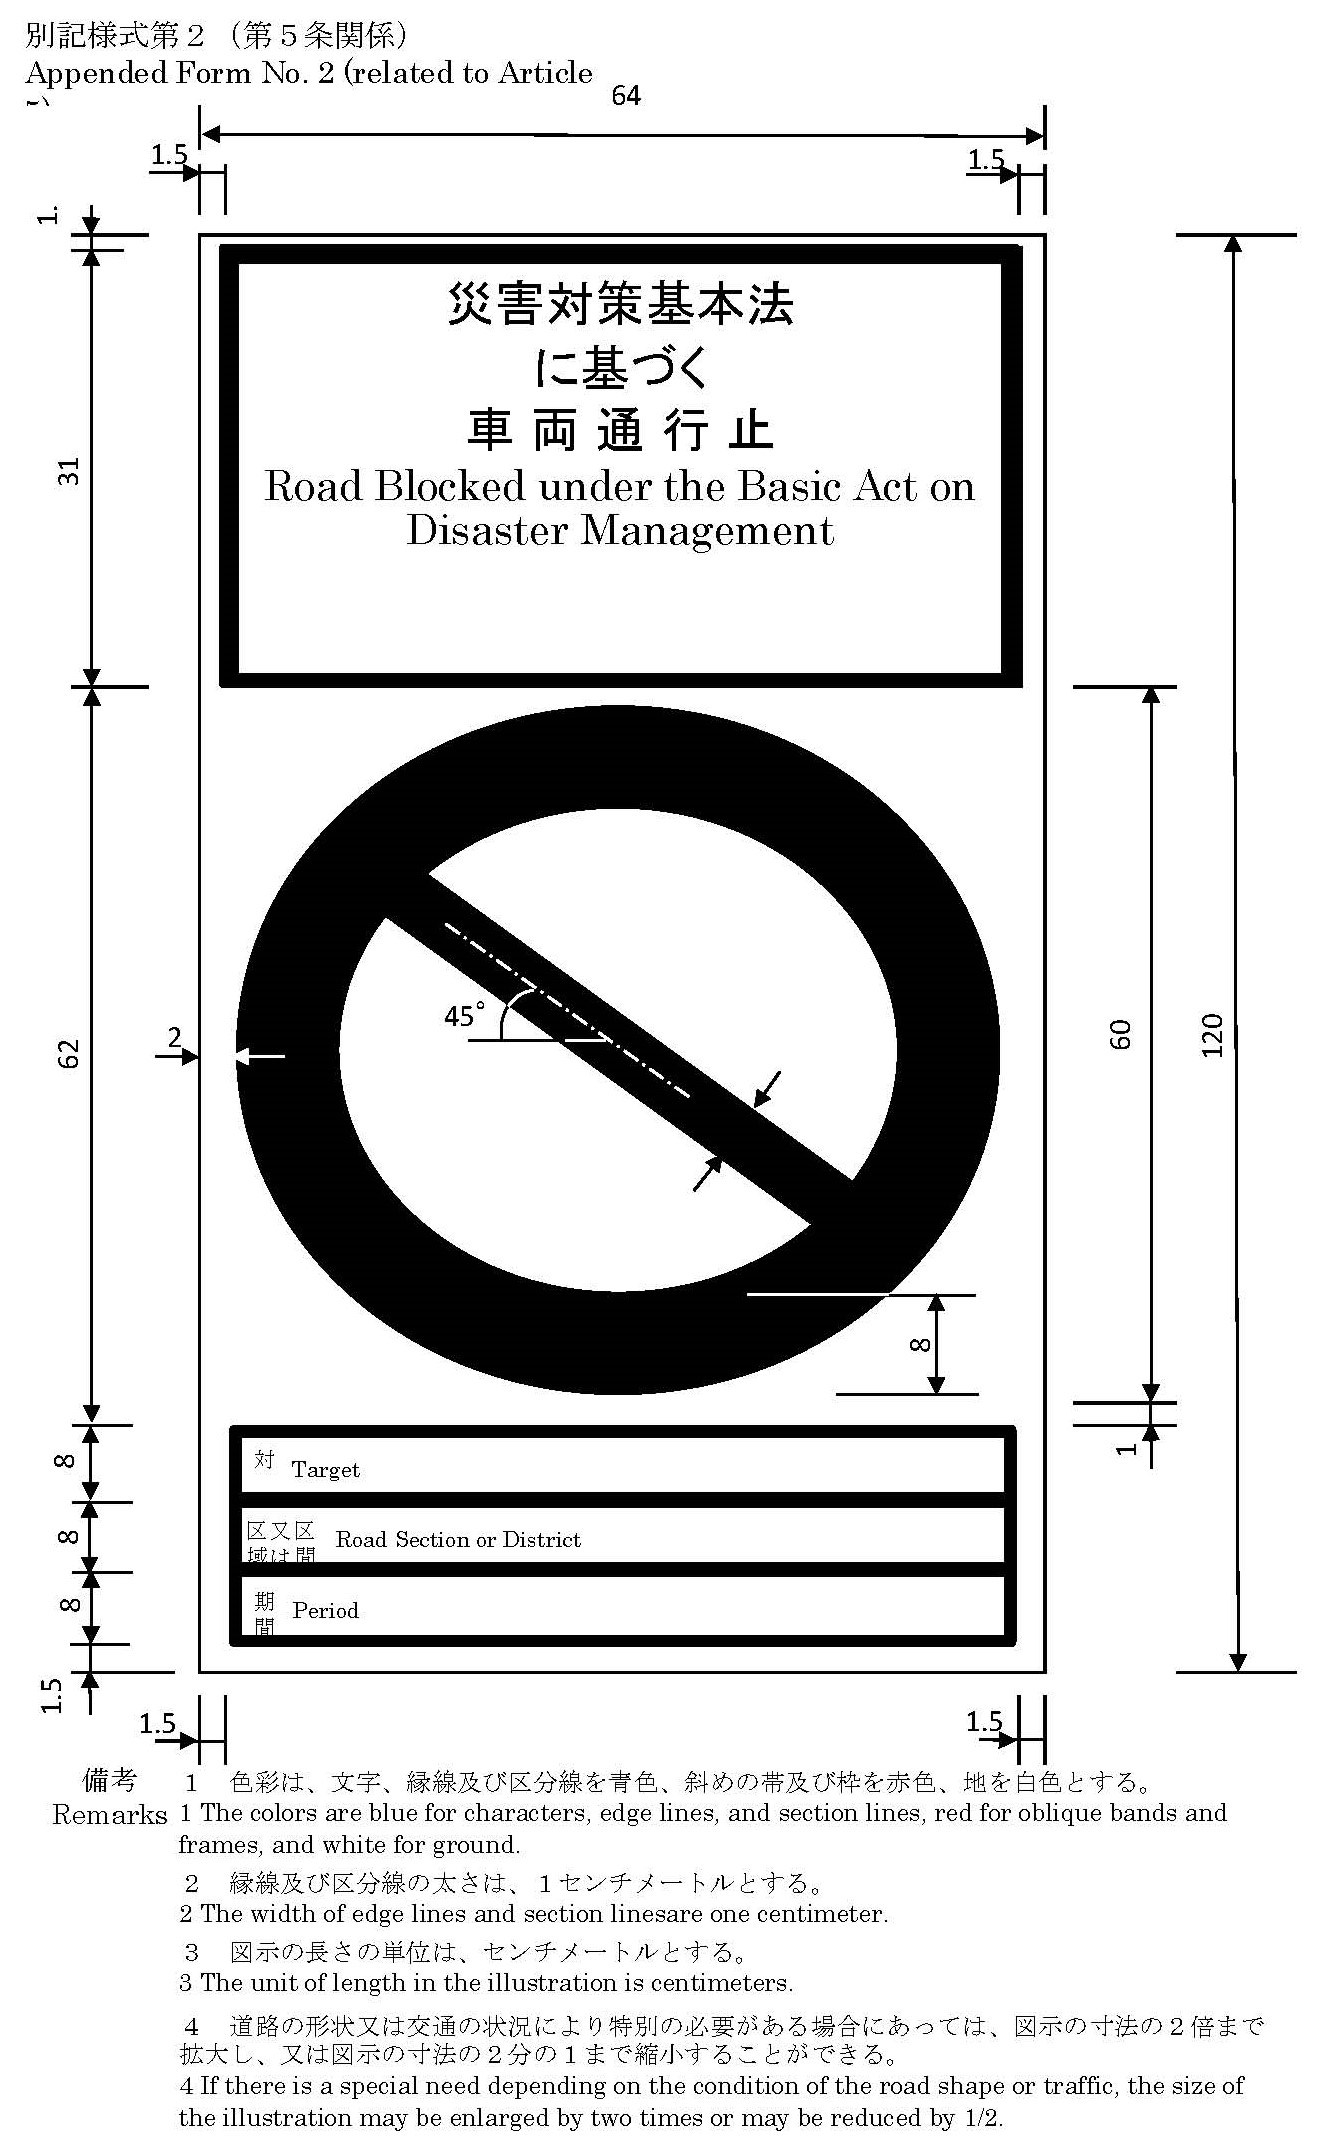 別記様式第２（第５条関係）
Appended Form No. 2 (related to Article
64
1.5
1.5
1.
災害対策基本法
に基づく
車両通行止
Road Blocked under the Basic Act on
Disaster Management
31
62
2
45°
60
120
8
1
8
対 Target
8
区又区
域は間
Road Section or District
8
期
間
Period
1.5
1.5
1.5
備考
１ 色彩は、文字、縁線及び区分線を青色、斜めの帯及び枠を赤色、地を白色とする。
Remarks 1 The colors are blue for characters, edge lines, and section lines, red for oblique bands and
frames, and white for ground.
２ 縁線及び区分線の太さは、１センチメートルとする。
2 The width of edge lines and section linesare one centimeter.
３ 図示の長さの単位は、センチメートルとする。
3 The unit of length in the illustration is centimeters.
４ 道路の形状又は交通の状況により特別の必要がある場合にあっては、図示の寸法の２倍まで
拡大し、又は図示の寸法の２分の１まで縮小することができる。
4 If there is a special need depending on the condition of the road shape or traffic, the size of
the illustration may be enlarged by two times or may be reduced by 1/2.